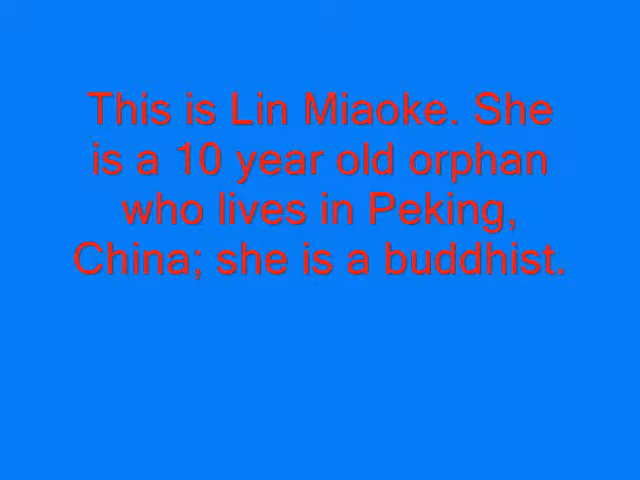 This is Lin Miaoke. She
is a 10 year old orphan
who lives in Peking,
China; she is a buddhist.